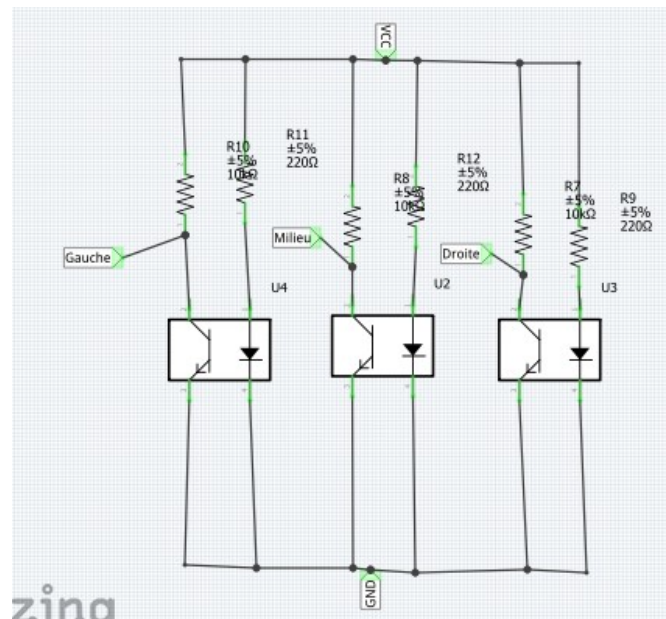 VCC
R10
±5%
10kΩ
R11
±5%
220Ω
R8
±5%
10kΩ
R12
±5%
220Ω
R7
±5%
10kΩ
R9
±5%
220Ω
Gauche
Milieu
Droite
U4
U2
U3
GND
zing